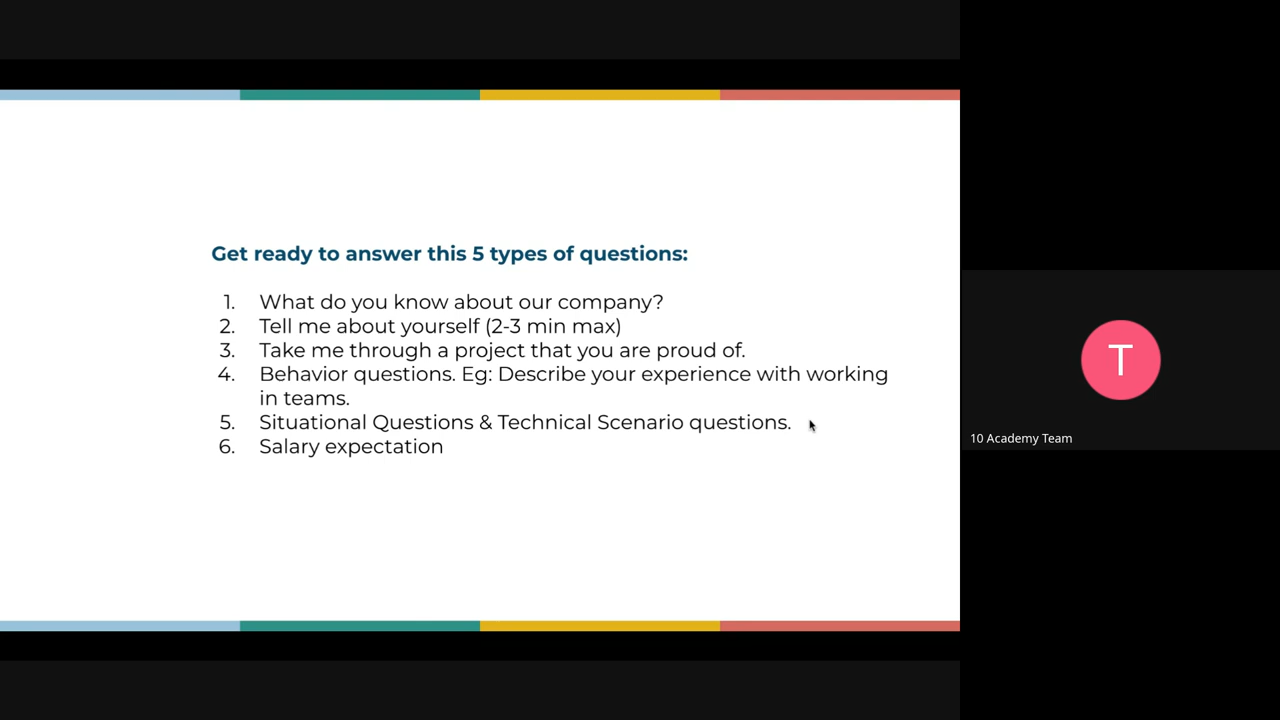 Get ready to answer this 5 types of questions:
1. What do you know about our company?
2. Tell me about yourself (2-3 min max)
3. Take me through a project that you are proud of.
4. Behavior questions. Eg: Describe your experience with working
in teams.
5. Situational Questions & Technical Scenario questions.
6. Salary expectation
T
10 Academy Team